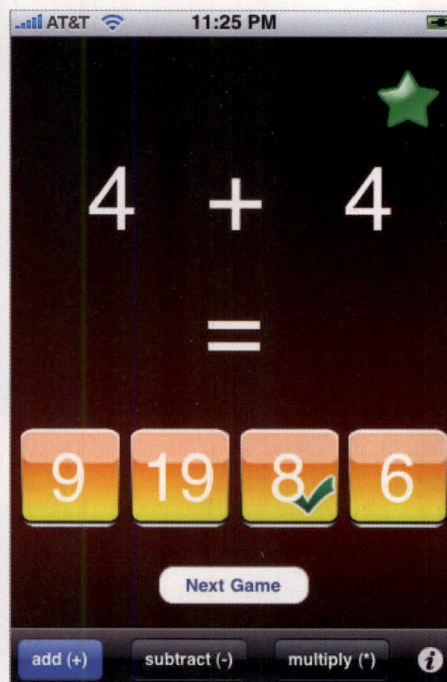 AT&T 11:25 PM
4 + 4
=
9 19 8 6
Next Game
add (+) subtract (-) multiply (*)